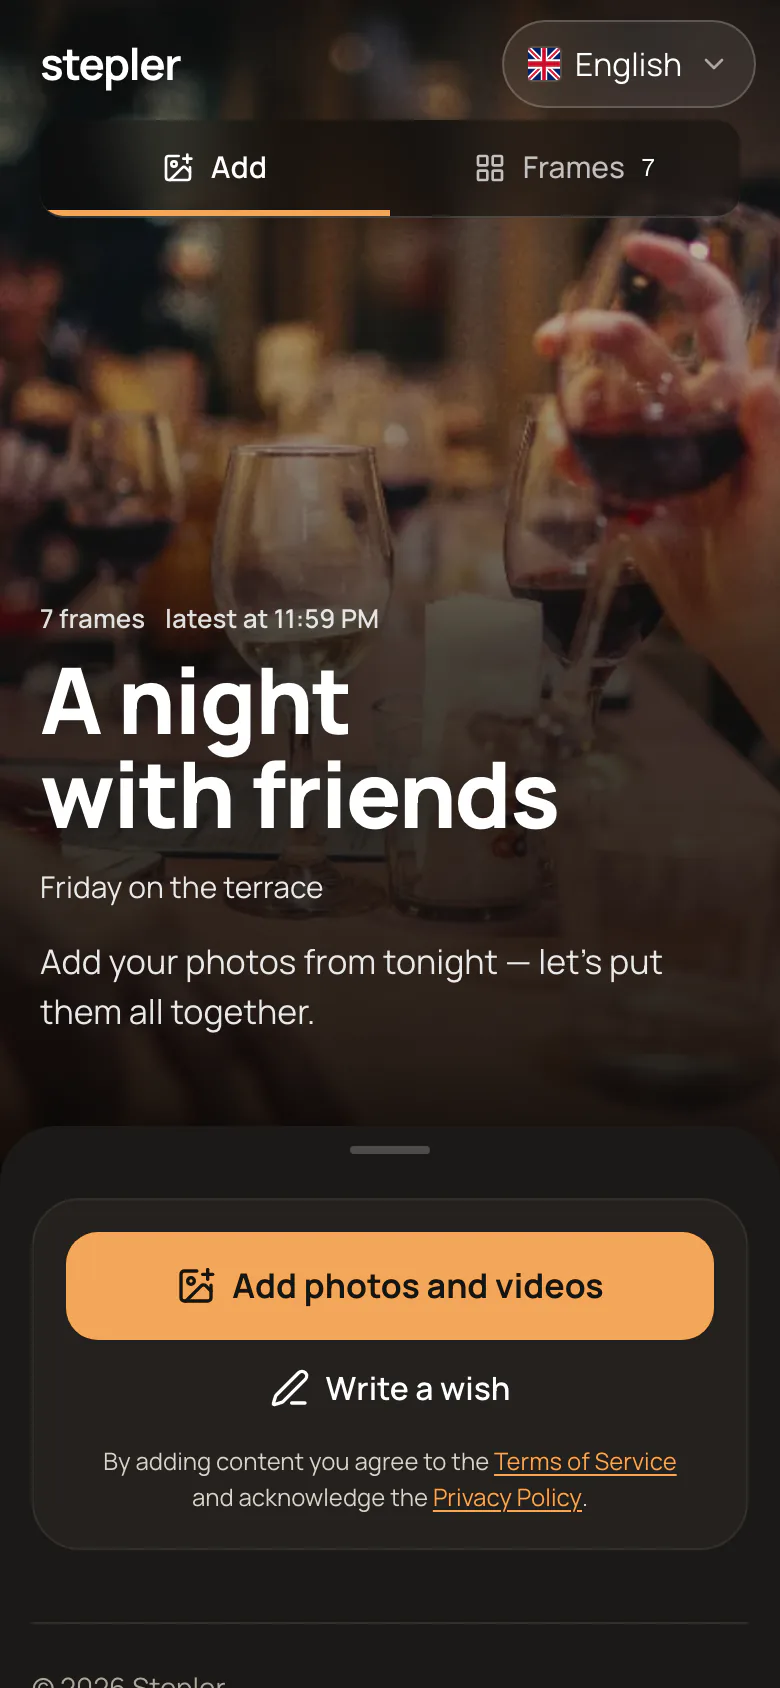 stepler
English
Add
Frames 7
7 frames latest at 11:59 PM
A night
with friends
Friday on the terrace
Add your photos from tonight — let’s put
them all together.
Add photos and videos
Write a wish
By adding content you agree to the Terms of Service
and acknowledge the Privacy Policy.
© 2026 Stepler